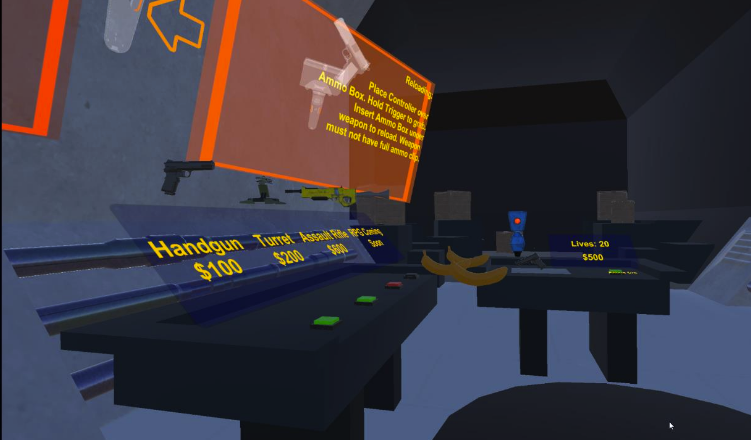 Reloading:
Place Controller over
Ammo Box. Hold Trigger to grab.
Insert Ammo Box under
weapon to reload. Weapon
must not have full ammo clip.
Handgun Turret Assault Rifle RPG Coming
$100 $200 $600 Soon
Lives: 20
$500